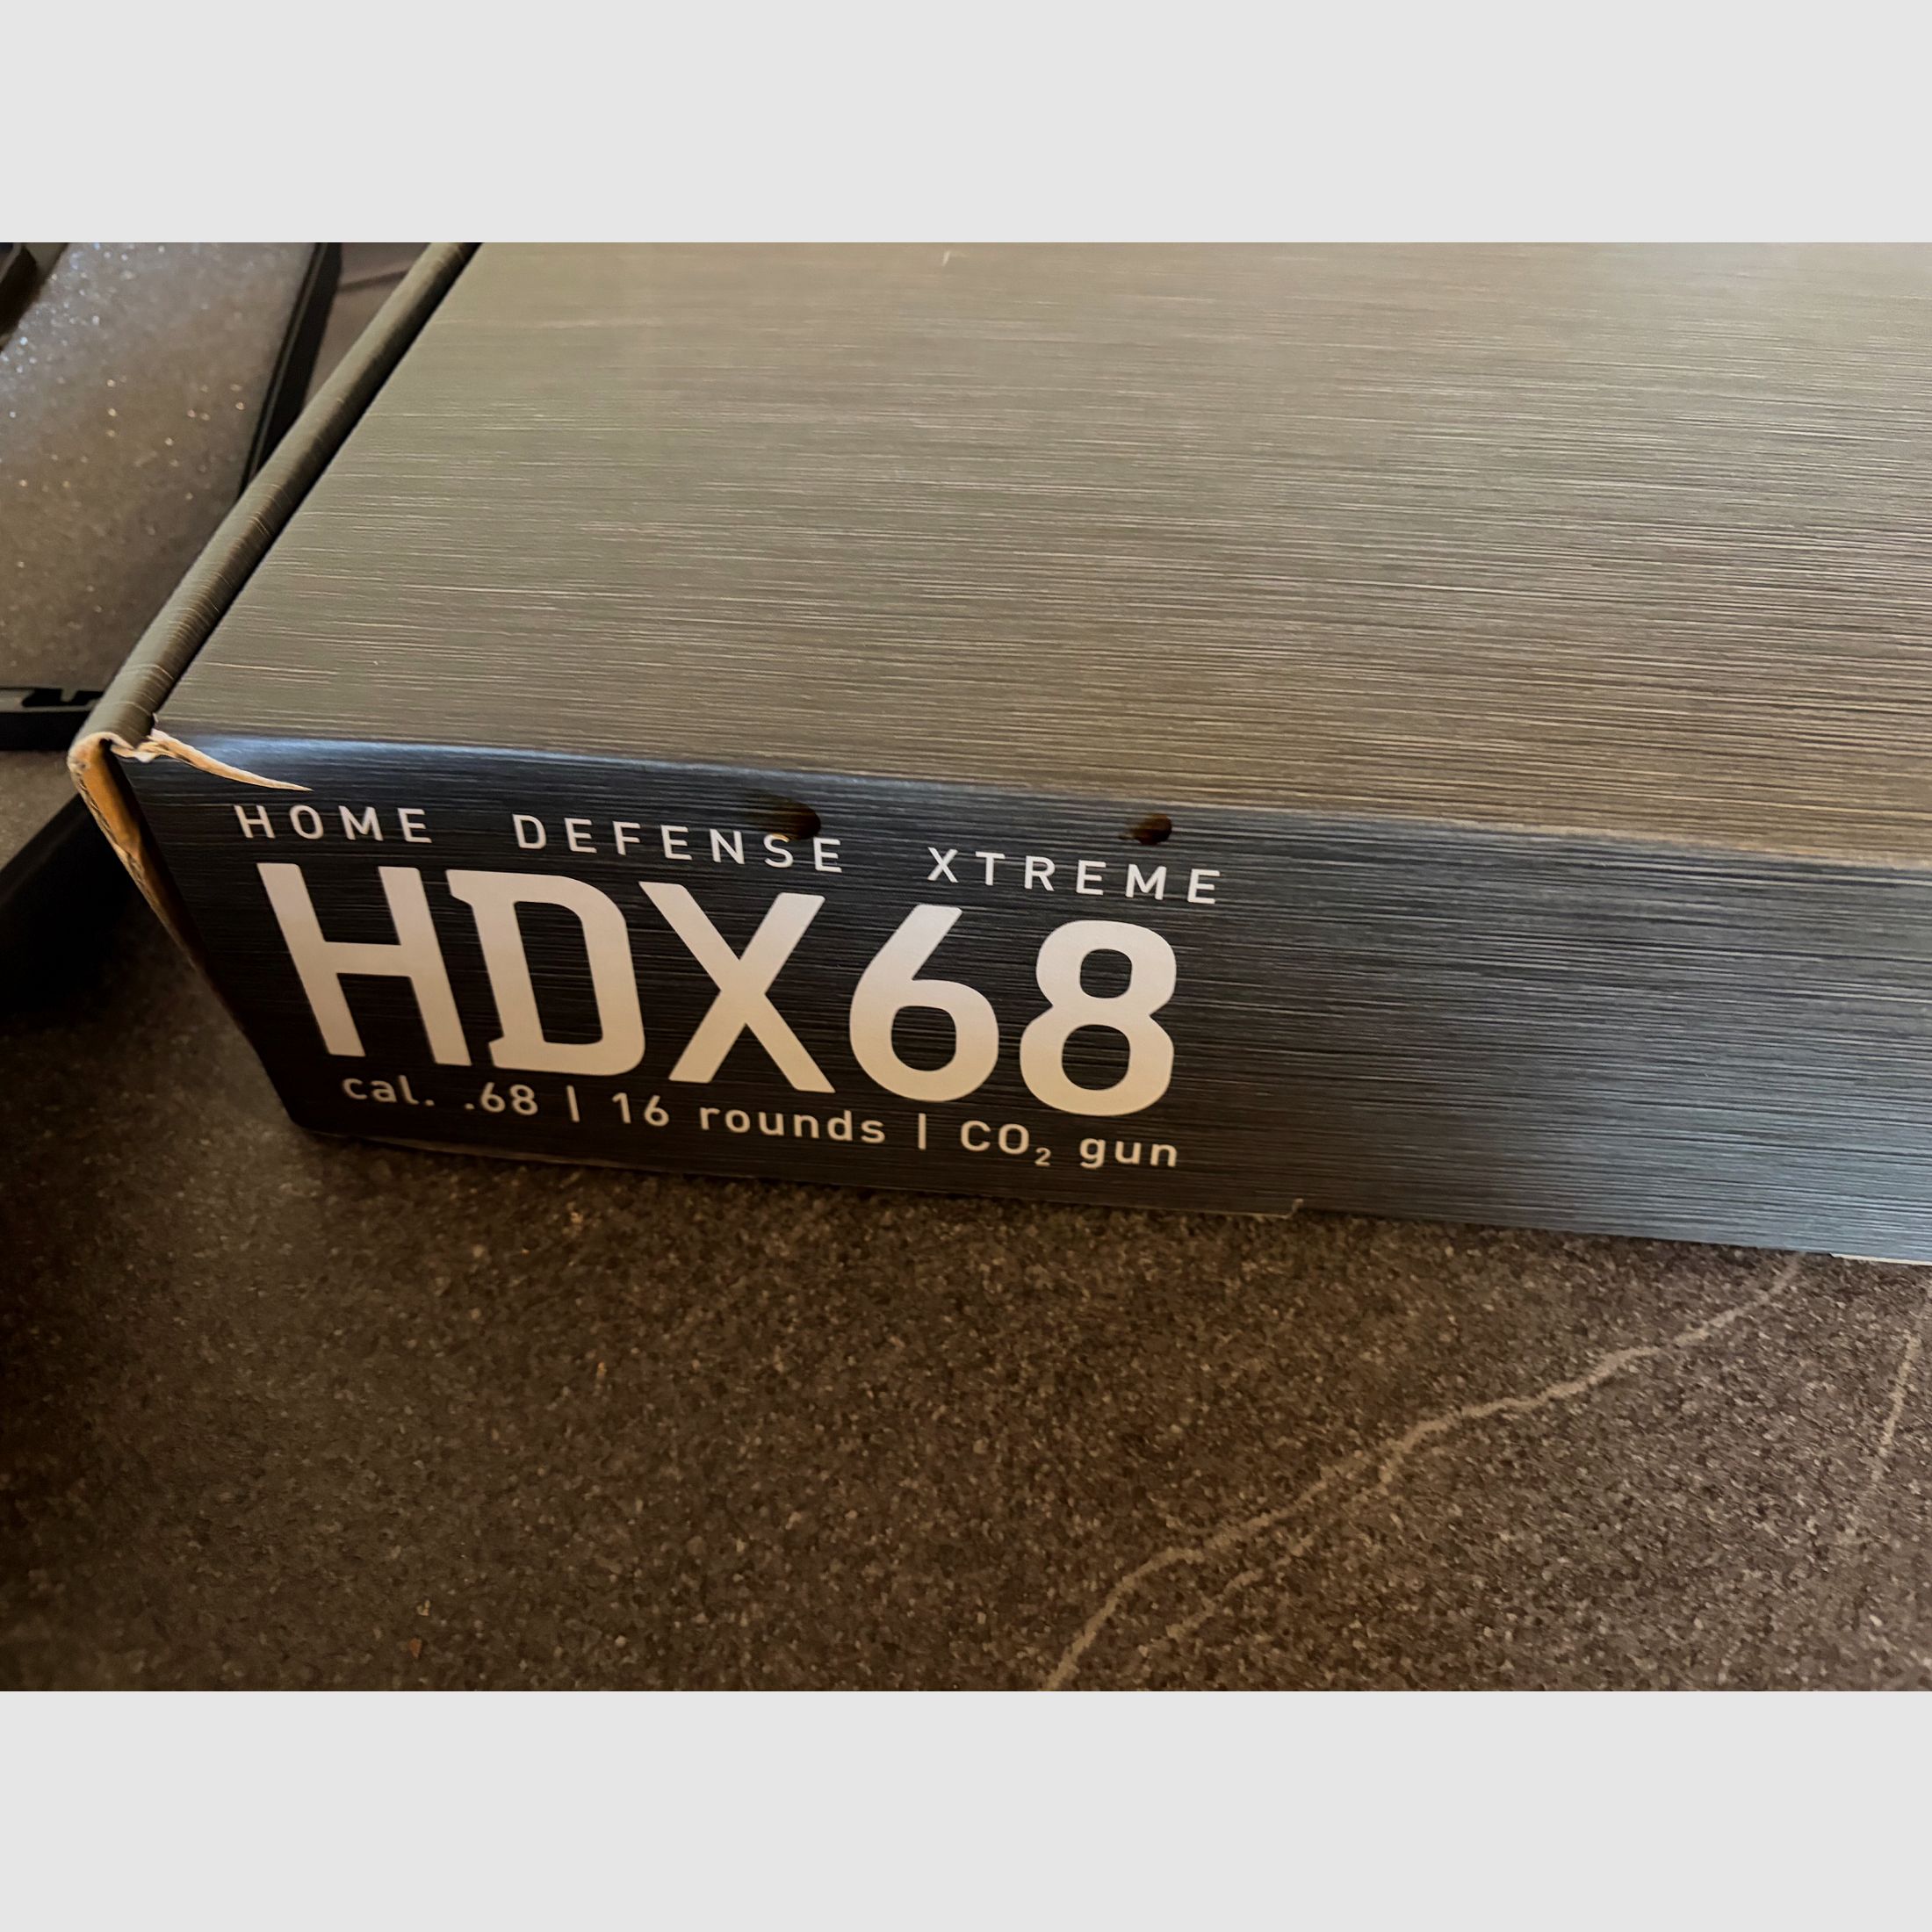 HOME DEFENSE XTREME
HDX68
cal. .68 | 16 rounds | CO₂ gun